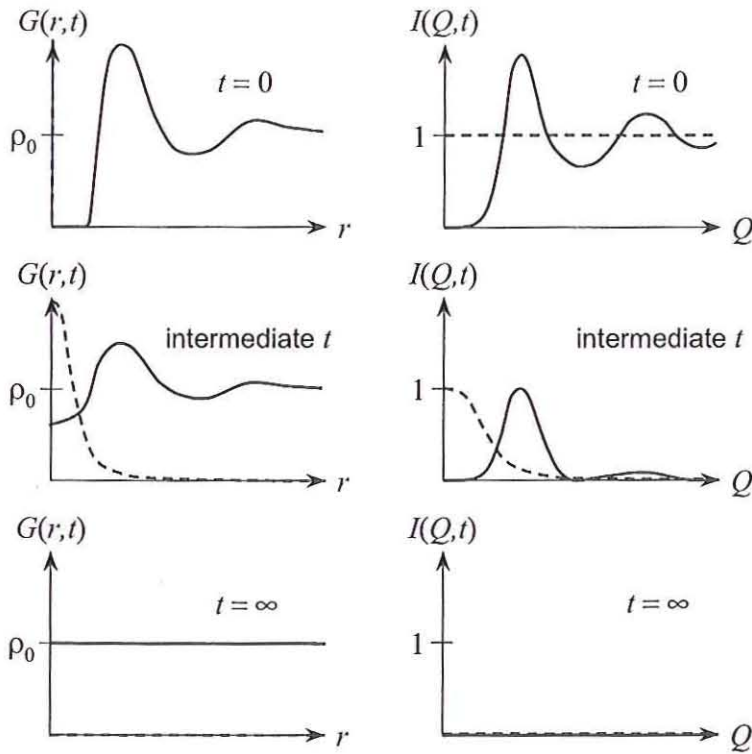 G(r,t)
t = 0
ρ₀
r
I(Q,t)
t = 0
1
Q
G(r,t)
intermediate t
ρ₀
r
I(Q,t)
intermediate t
1
Q
G(r,t)
t = ∞
ρ₀
r
I(Q,t)
t = ∞
1
Q